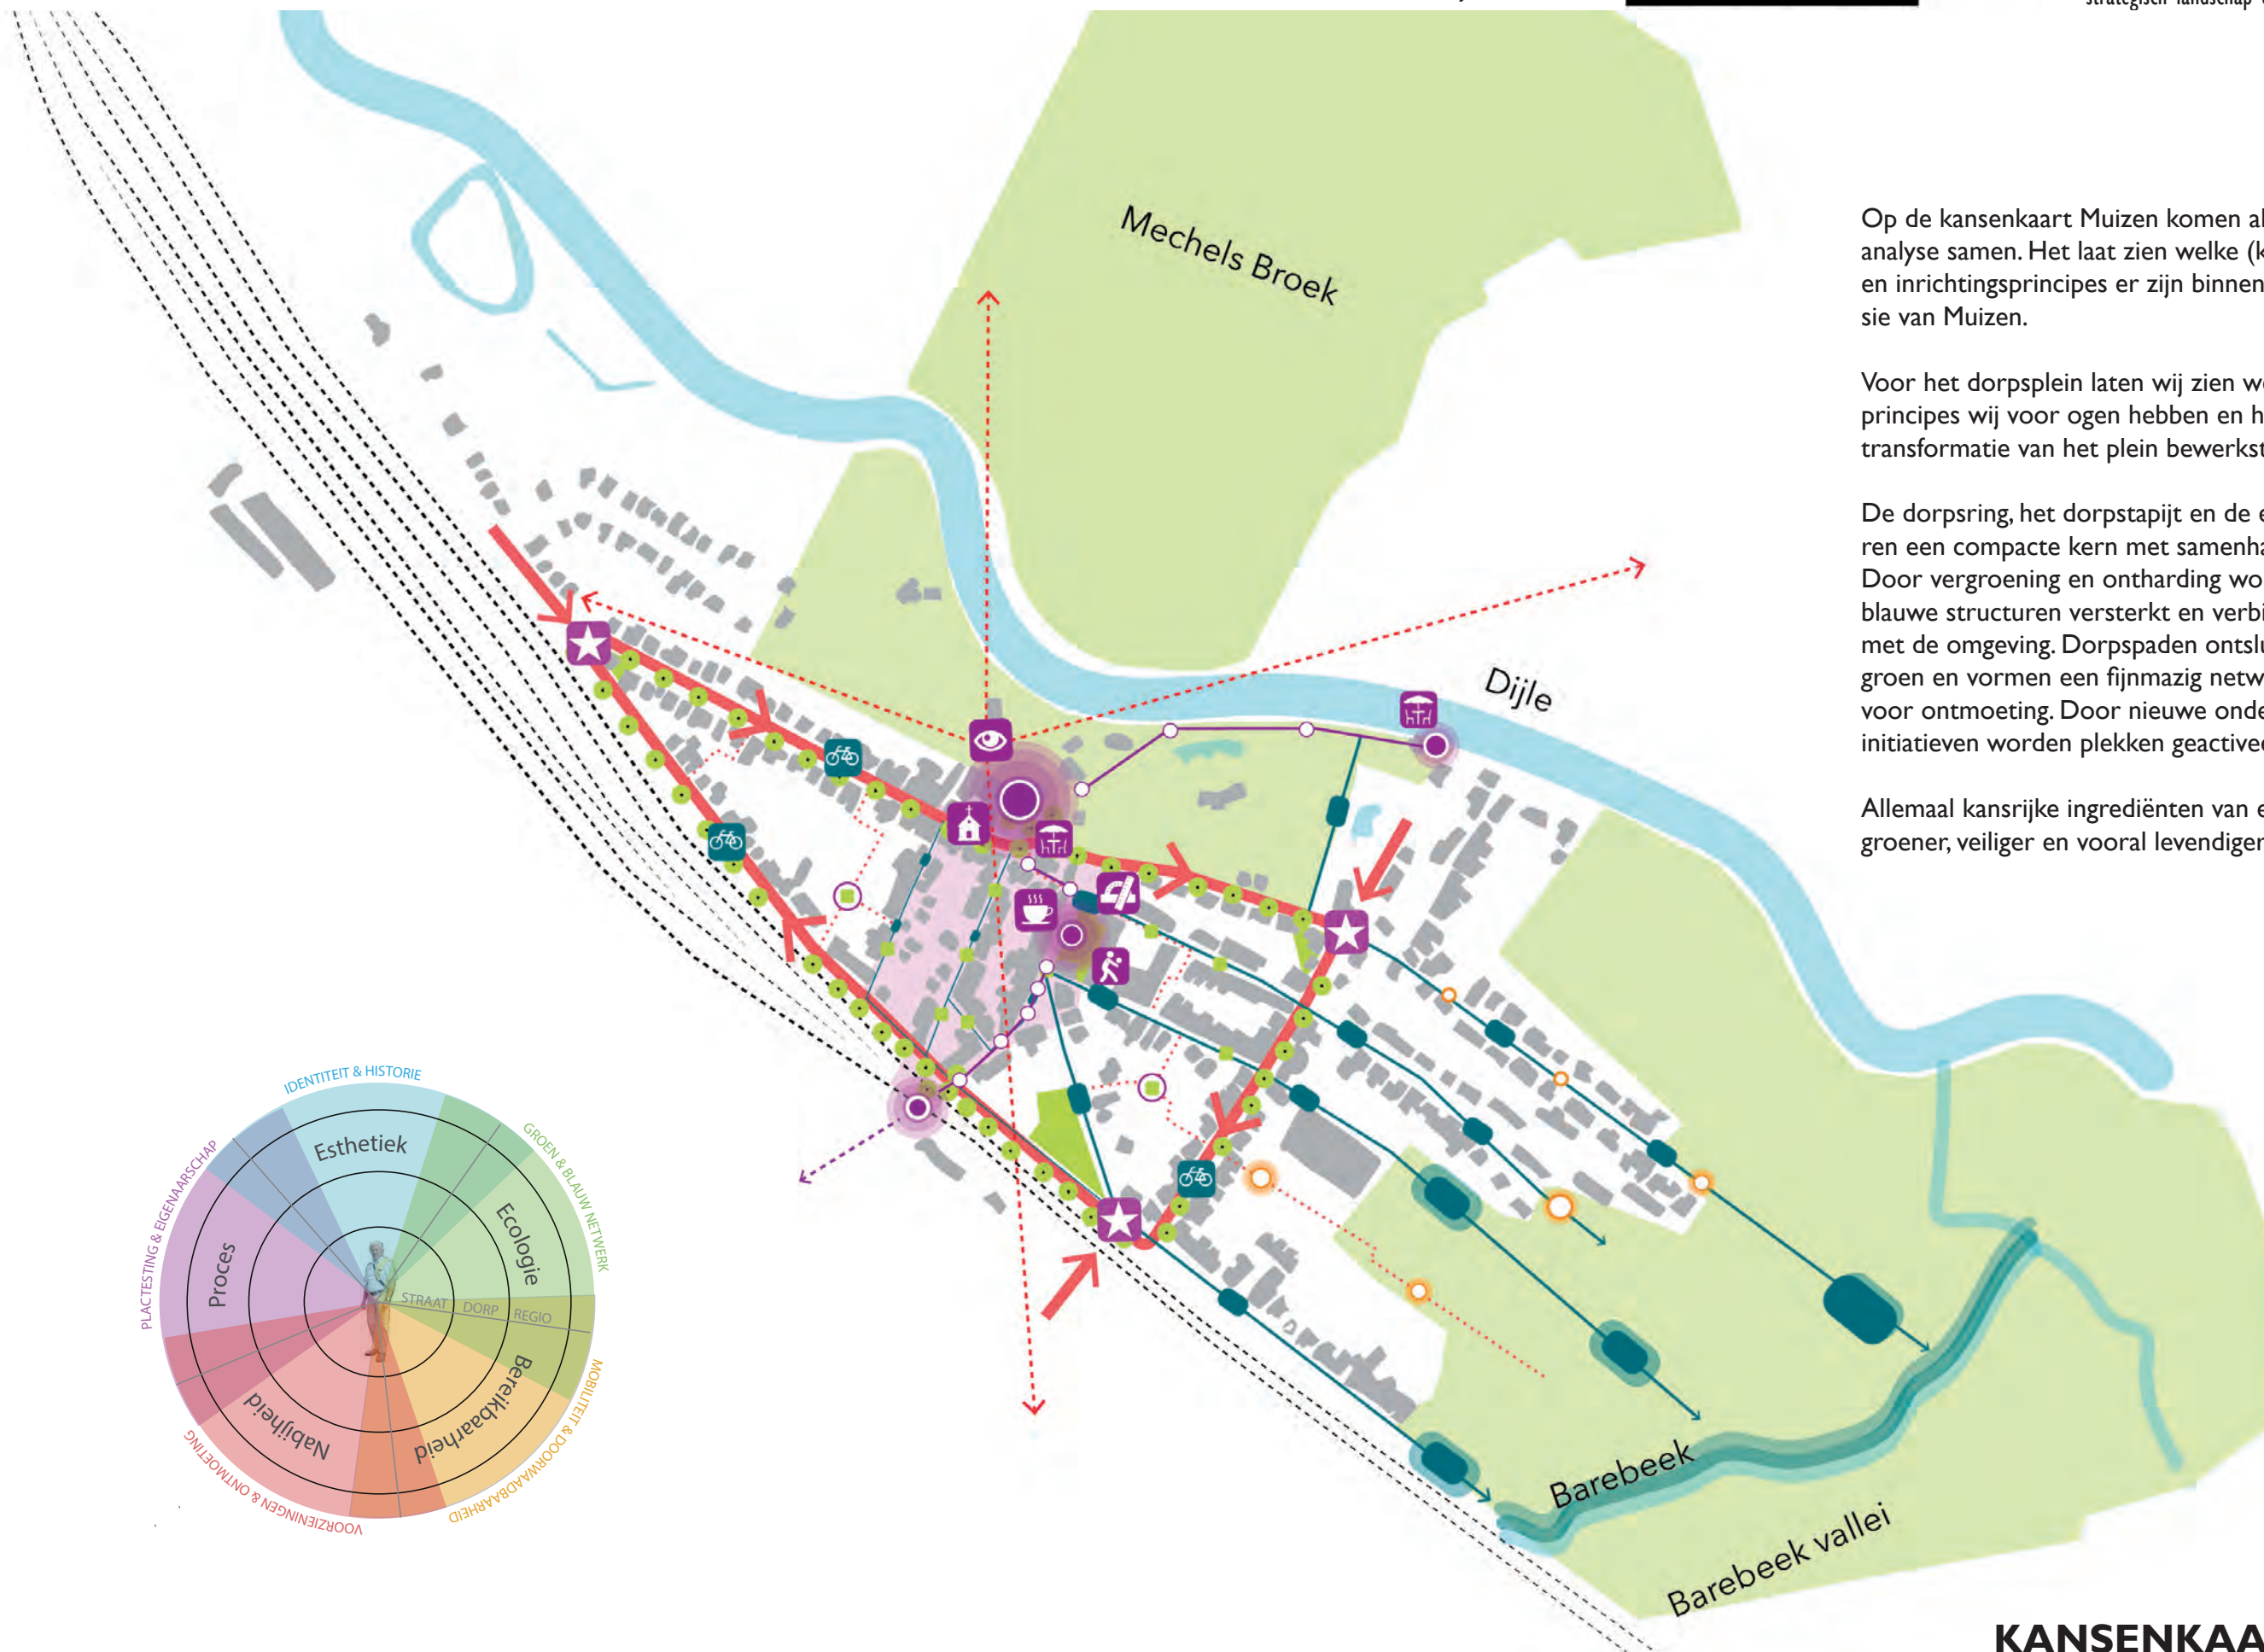 strategisch landschap
Mechels Broek
Dijle
Barebeek
Barebeek vallei
Op de kansenkaart Muizen komen al
analyse samen. Het laat zien welke (k
en inrichtingsprincipes er zijn binnen
sie van Muizen.
Voor het dorpsplein laten wij zien w
principes wij voor ogen hebben en h
transformatie van het plein bewerkst
De dorpsring, het dorpstapijt en de e
ren een compacte kern met samenha
Door vergroening en ontharding wo
blauwe structuren versterkt en verbi
met de omgeving. Dorpspaden ontslu
groen en vormen een fijnmazig netw
voor ontmoeting. Door nieuwe onde
initiatieven worden plekken geactivee
Allemaal kansrijke ingrediënten van e
groener, veiliger en vooral levendiger
IDENTITEIT & HISTORIE
GROEN & BLAUW NETWERK
MOBILITEIT & DOORWAADBAARHEID
VOORZIENINGEN & ONTMOETING
PLACTESTING & EIGENAARSCHAP
Esthetiek
Ecologie
Bereikbaarheid
Nabijheid
Proces
STRAAT DORP REGIO
KANSENKAA